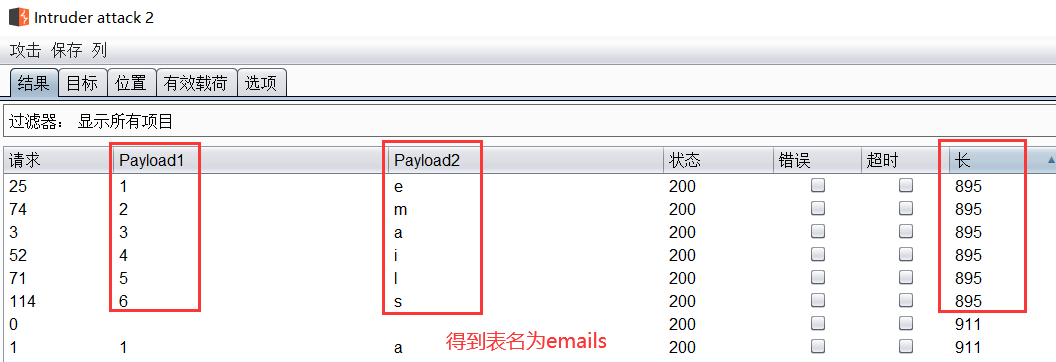 Intruder attack 2
攻击 保存 列
结果 目标 位置 有效载荷 选项
过滤器: 显示所有项目
请求 Payload1 Payload2 状态 错误 超时 长
25 1 e 200 895
74 2 m 200 895
3 3 a 200 895
52 4 i 200 895
71 5 l 200 895
114 6 s 200 895
0 200 911
1 1 a 200 911
得到表名为emails